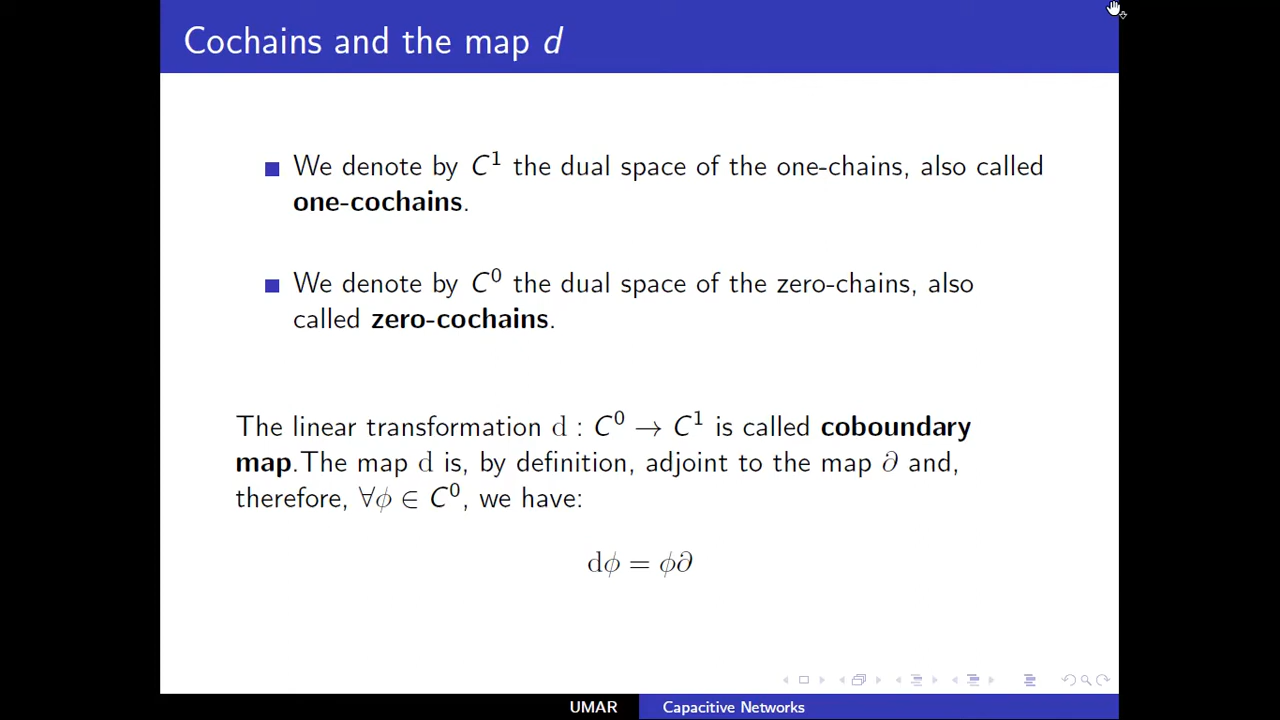 Cochains and the map d
We denote by C¹ the dual space of the one-chains, also called
one-cochains.
We denote by C⁰ the dual space of the zero-chains, also
called zero-cochains.
The linear transformation d : C⁰ → C¹ is called coboundary
map.The map d is, by definition, adjoint to the map ∂ and,
therefore, ∀ϕ ∈ C⁰, we have:
dϕ = ϕ∂
UMAR
Capacitive Networks